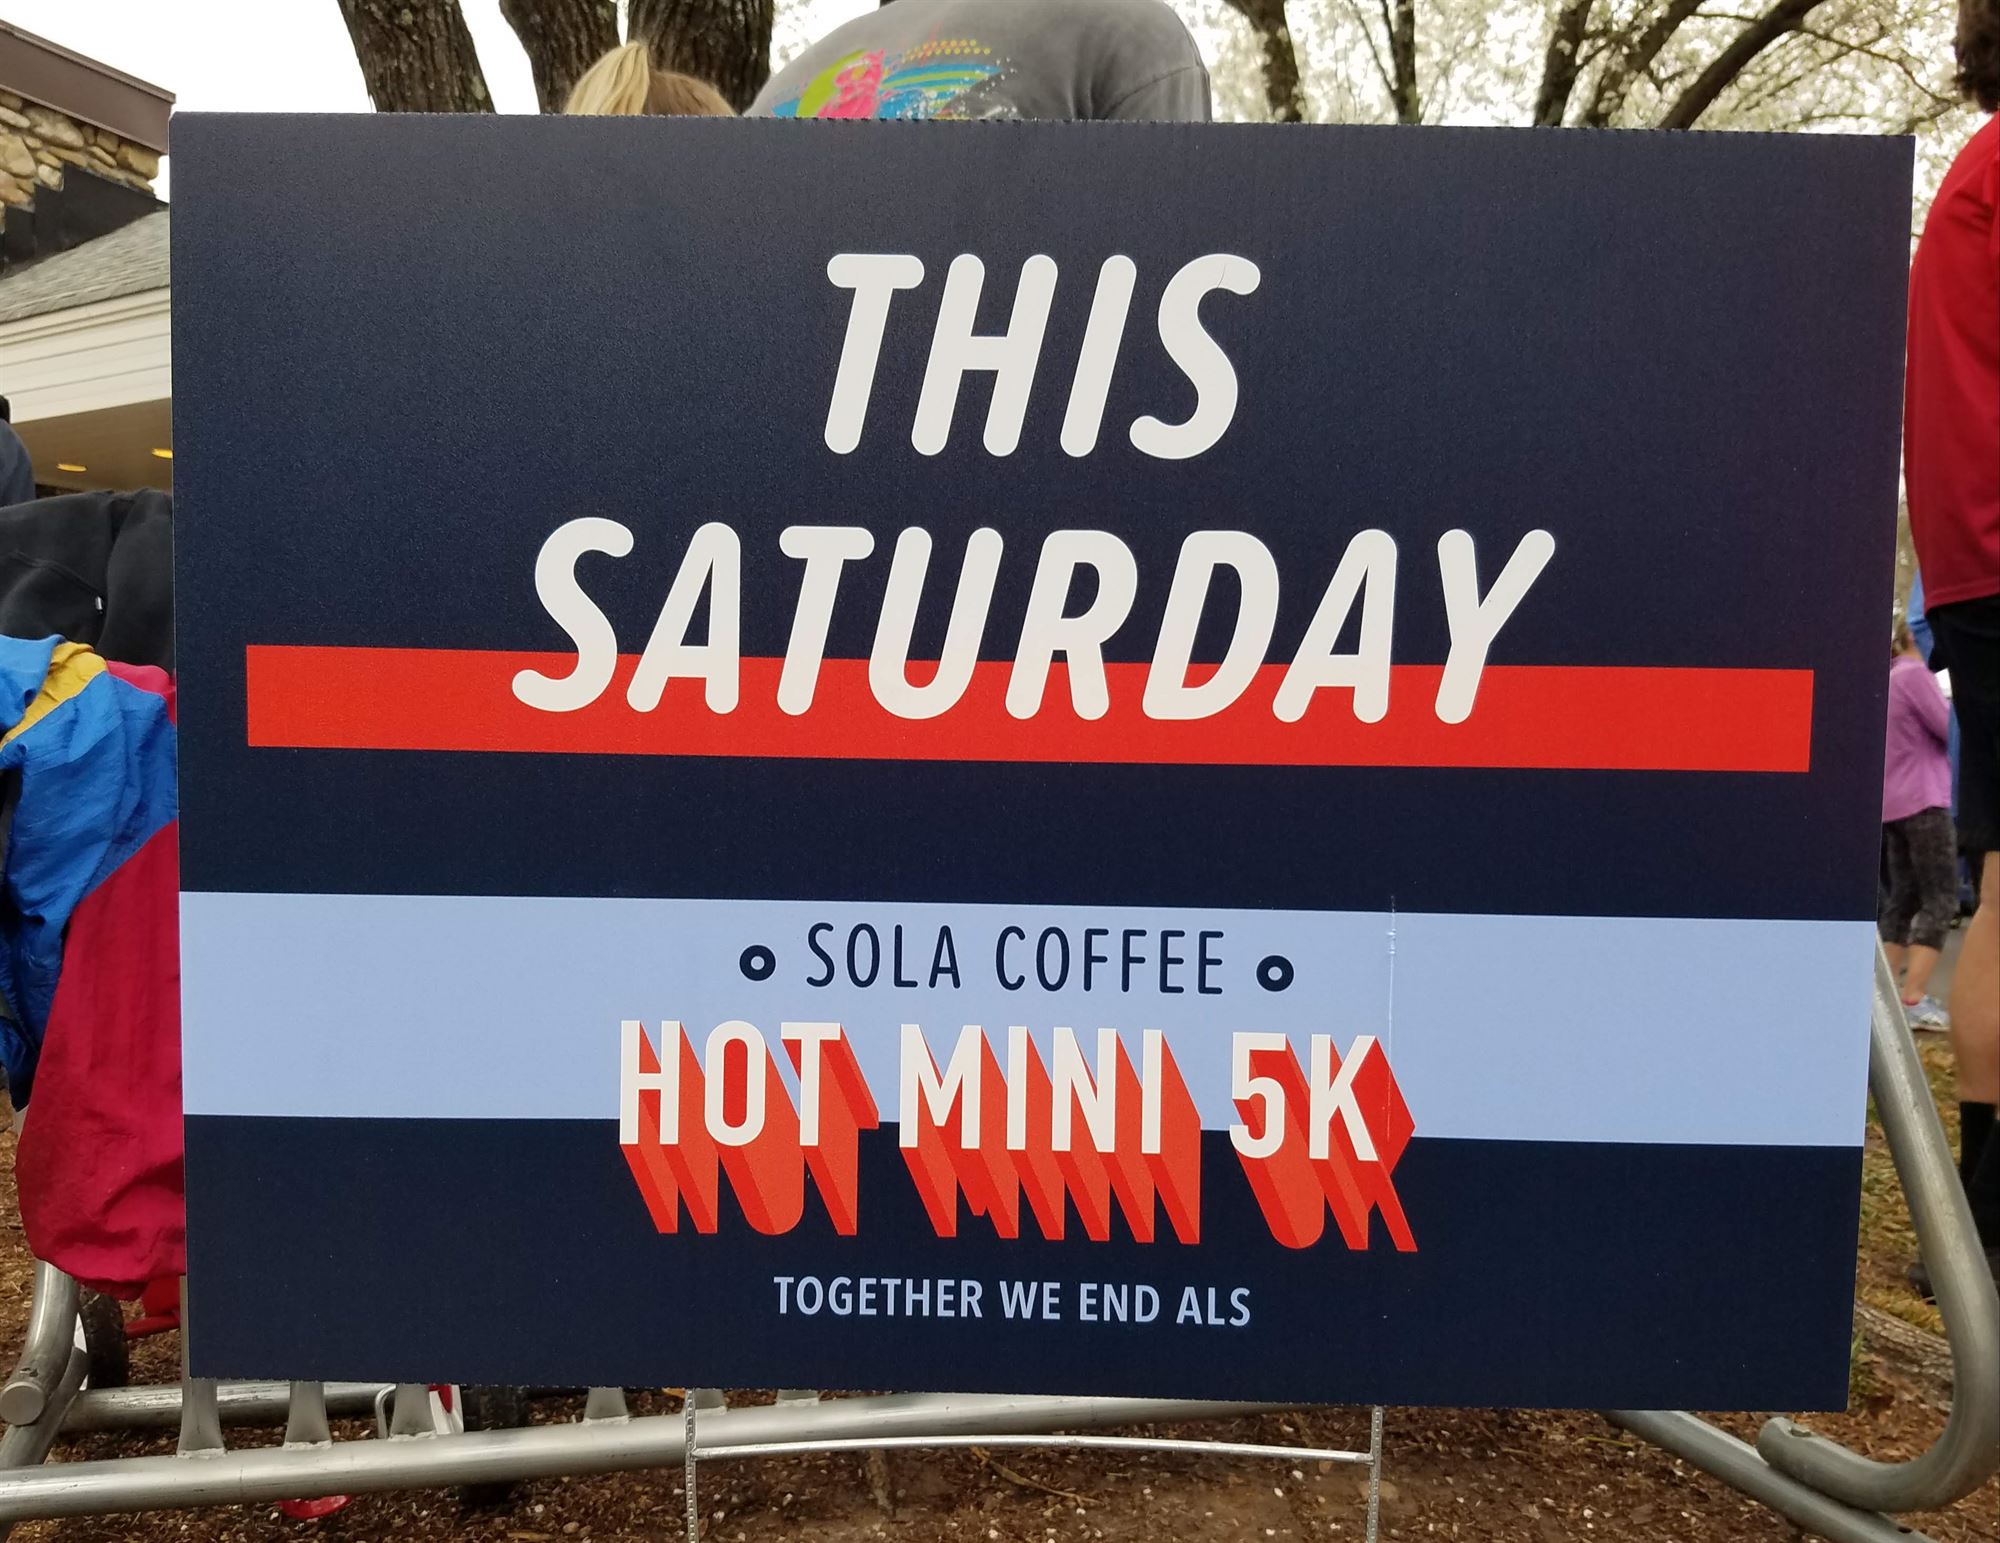 THIS
SATURDAY
SOLA COFFEE
HOT MINI 5K
TOGETHER WE END ALS